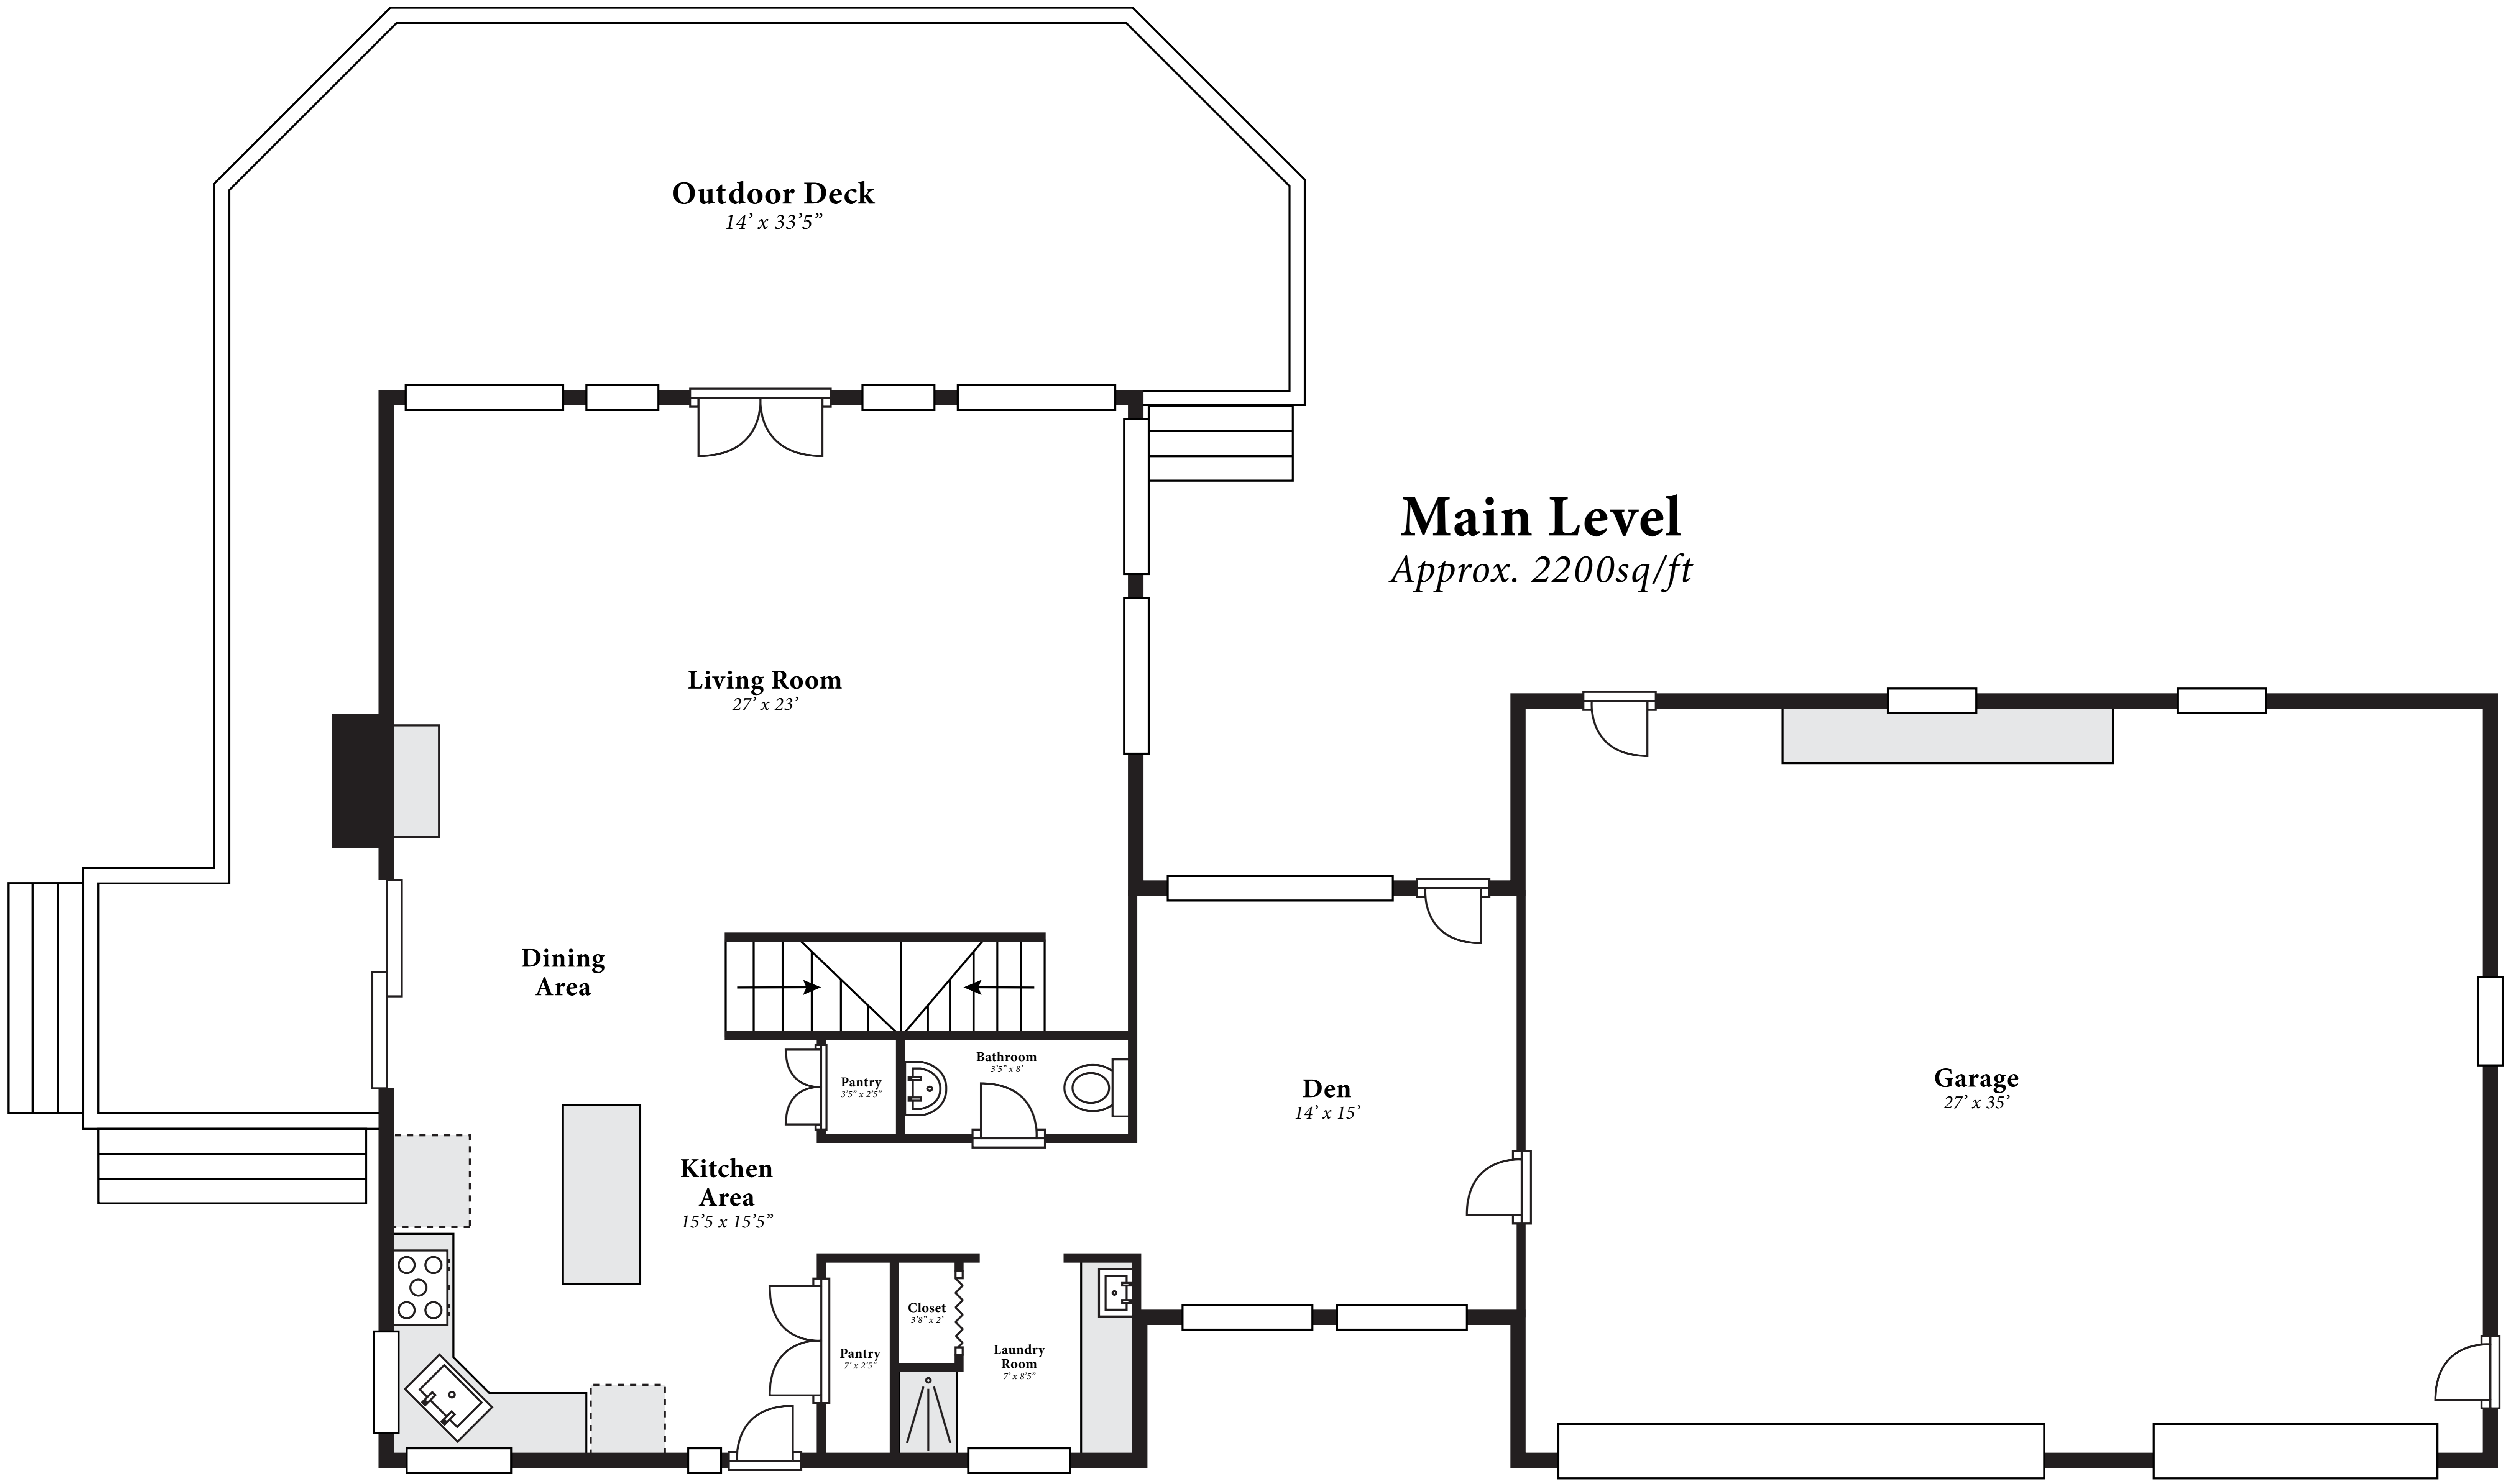 Outdoor Deck
14’ x 33’5”
Main Level
Approx. 2200sq/ft
Living Room
27’ x 23’
Dining
Area
Bathroom
3’5” x 8’
Pantry
3’5” x 2’5”
Den
14’ x 15’
Garage
27’ x 35’
Kitchen
Area
15’5 x 15’5”
Closet
3’8” x 2’
Pantry
7’ x 2’5”
Laundry
Room
7’ x 8’5”